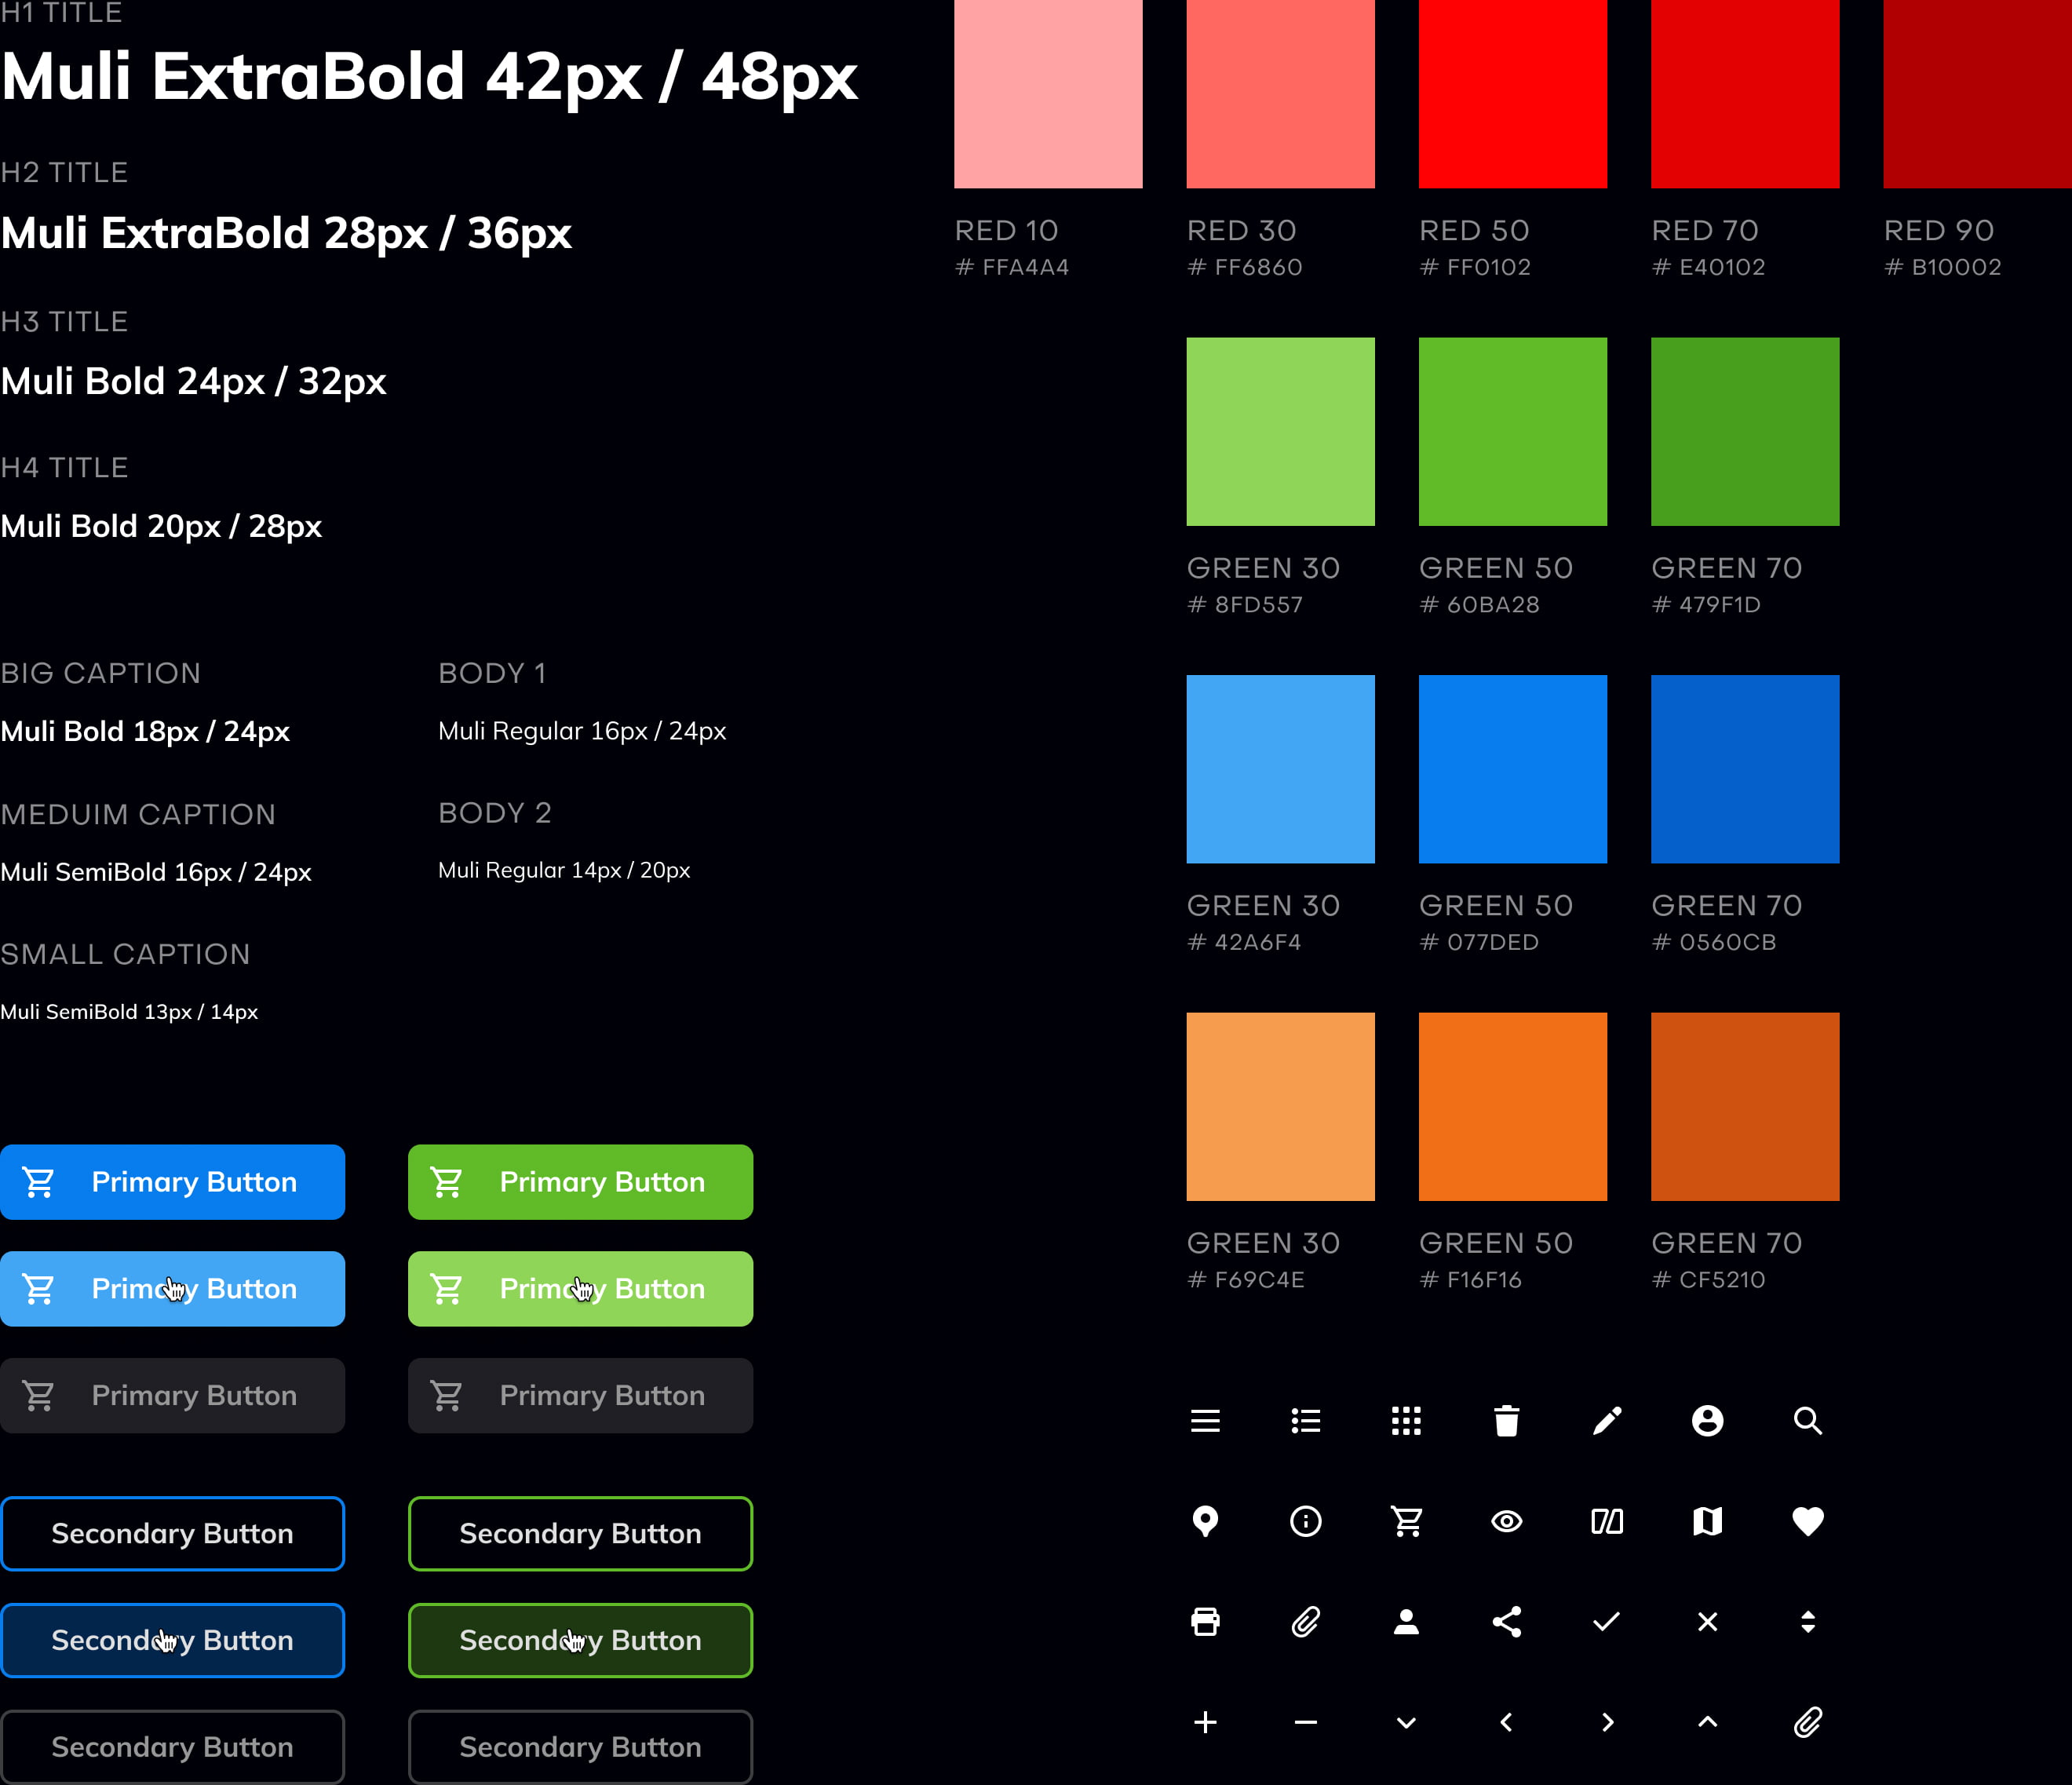 H1 TITLE
Muli ExtraBold 42px / 48px
H2 TITLE
Muli ExtraBold 28px / 36px
H3 TITLE
Muli Bold 24px / 32px
H4 TITLE
Muli Bold 20px / 28px
BIG CAPTION
Muli Bold 18px / 24px
MEDUIM CAPTION
Muli SemiBold 16px / 24px
SMALL CAPTION
Muli SemiBold 13px / 14px
BODY 1
Muli Regular 16px / 24px
BODY 2
Muli Regular 14px / 20px
Primary Button
Primary Button
Primary Button
Primary Button
Primary Button
Primary Button
Secondary Button
Secondary Button
Secondary Button
Secondary Button
Secondary Button
Secondary Button
RED 10
# FFA4A4
RED 30
# FF6860
RED 50
# FF0102
RED 70
# E40102
RED 90
# B10002
GREEN 30
# 8FD557
GREEN 50
# 60BA28
GREEN 70
# 479F1D
GREEN 30
# 42A6F4
GREEN 50
# 077DED
GREEN 70
# 0560CB
GREEN 30
# F69C4E
GREEN 50
# F16F16
GREEN 70
# CF5210